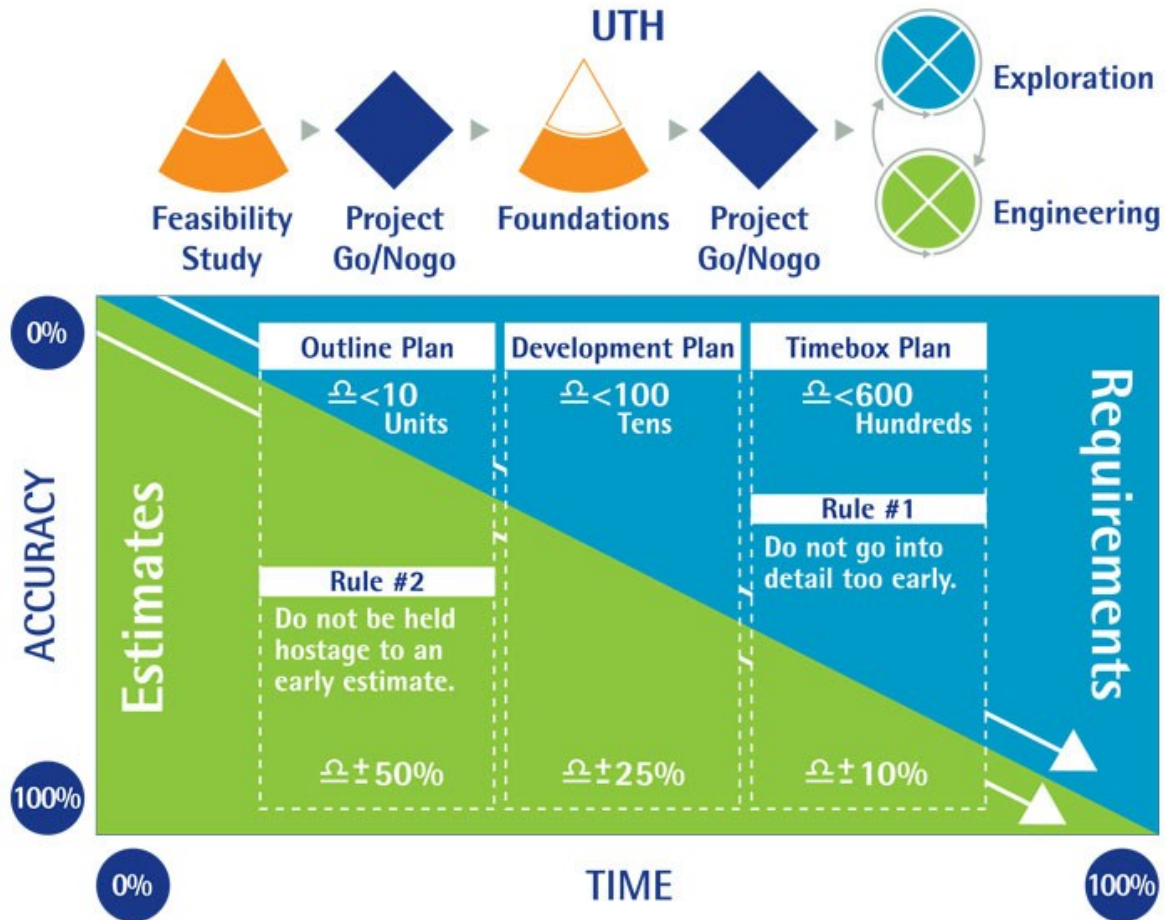 UTH
Feasibility
Study
Project
Go/Nogo
Foundations
Project
Go/Nogo
Exploration
Engineering
0%
100%
ACCURACY
Estimates
Outline Plan
♎<10
Units
Rule #2
Do not be held
hostage to an
early estimate.
♎±50%
Development Plan
♎<100
Tens
♎±25%
Timebox Plan
♎<600
Hundreds
Rule #1
Do not go into
detail too early.
♎±10%
Requirements
0%
TIME
100%